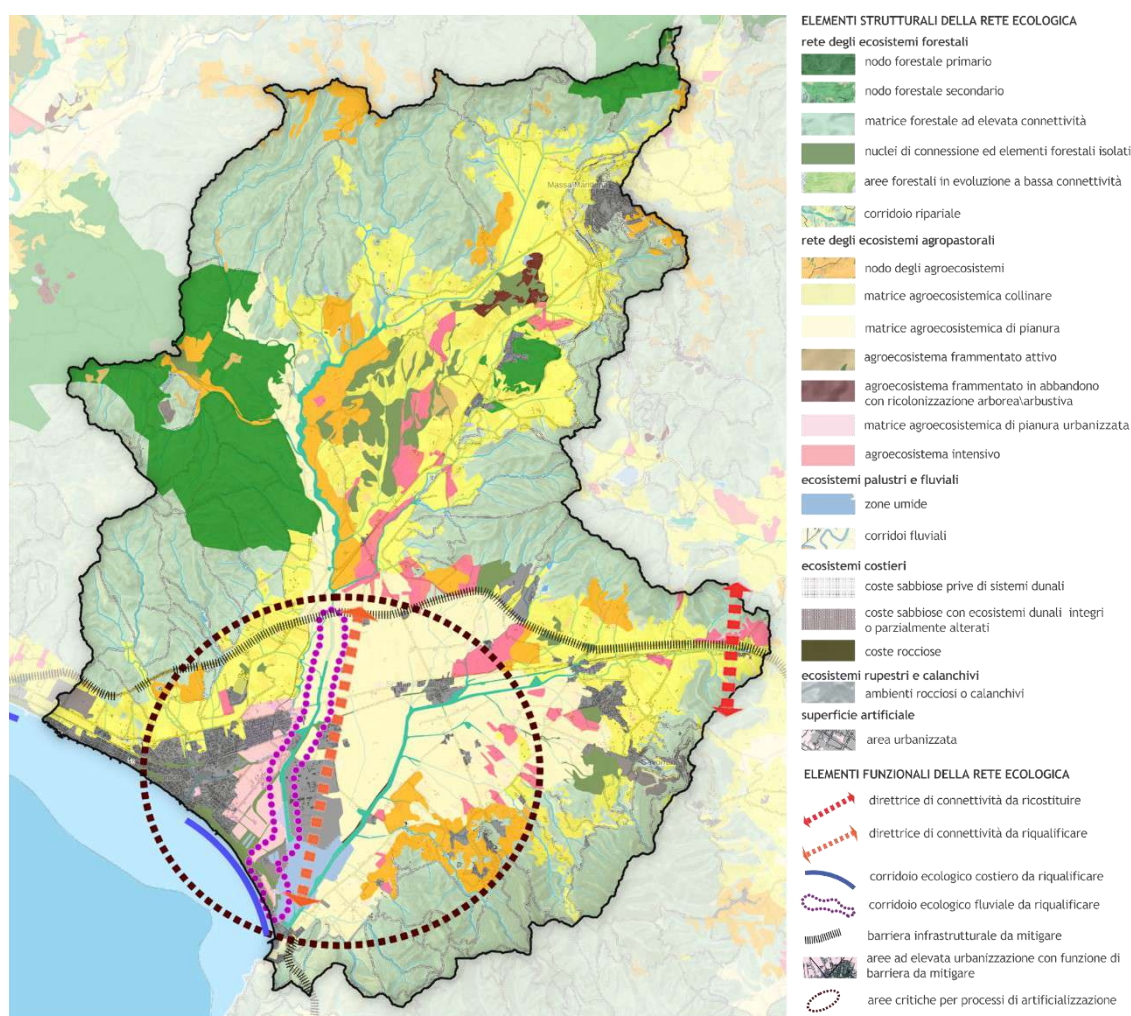 ELEMENTI STRUTTURALI DELLA RETE ECOLOGICA
rete degli ecosistemi forestali
nodo forestale primario
nodo forestale secondario
matrice forestale ad elevata connettività
nuclei di connessione ed elementi forestali isolati
aree forestali in evoluzione a bassa connettività
corridoio ripariale
rete degli ecosistemi agropastorali
nodo degli agroecosistemi
matrice agroecosistemica collinare
matrice agroecosistemica di pianura
agroecosistema frammentato attivo
agroecosistema frammentato in abbandono
con ricolonizzazione arborea\arbustiva
matrice agroecosistemica di pianura urbanizzata
agroecosistema intensivo
ecosistemi palustri e fluviali
zone umide
corridoi fluviali
ecosistemi costieri
coste sabbiose prive di sistemi dunali
coste sabbiose con ecosistemi dunali integri
o parzialmente alterati
coste rocciose
ecosistemi rupestri e calanchivi
ambienti rocciosi o calanchivi
superficie artificiale
area urbanizzata
ELEMENTI FUNZIONALI DELLA RETE ECOLOGICA
direttrice di connettività da ricostituire
direttrice di connettività da riqualificare
corridoio ecologico costiero da riqualificare
corridoio ecologico fluviale da riqualificare
barriera infrastrutturale da mitigare
aree ad elevata urbanizzazione con funzione di
barriera da mitigare
aree critiche per processi di artificializzazione
Massa